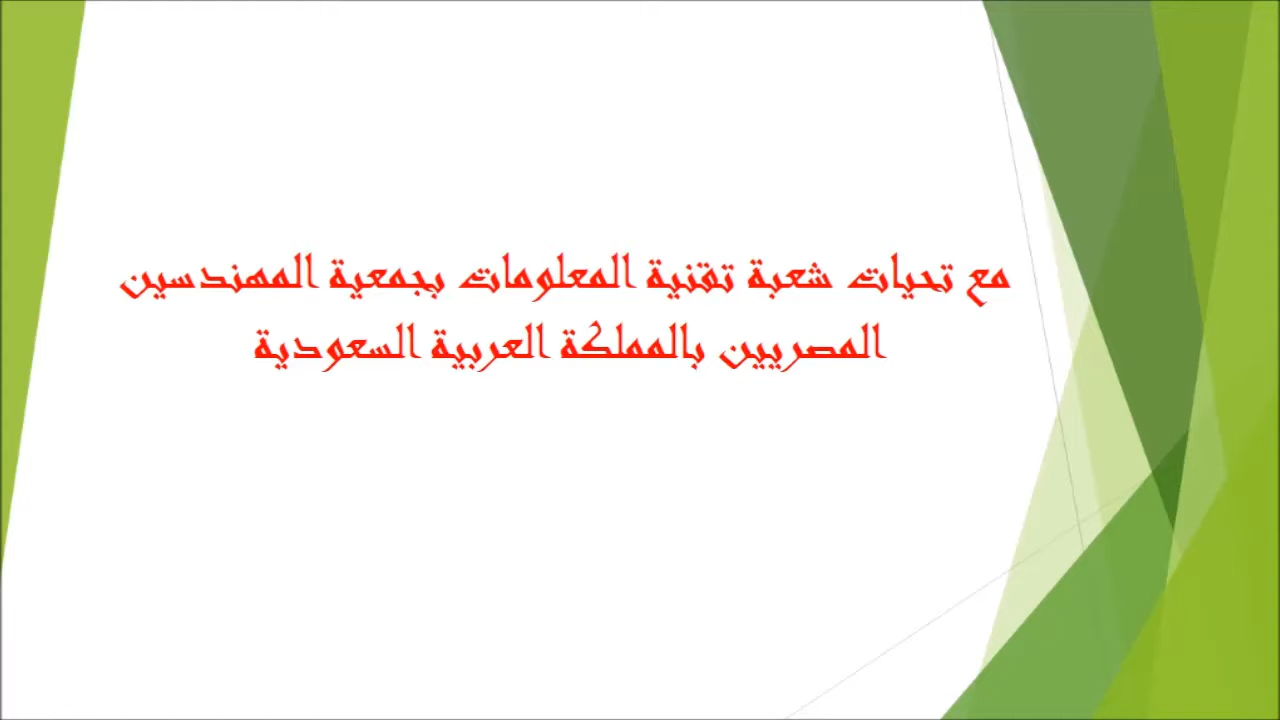 مع تحيات شعبة تقنية المعلومات بجمعية المهندسين
المصريين بالمملكة العربية السعودية